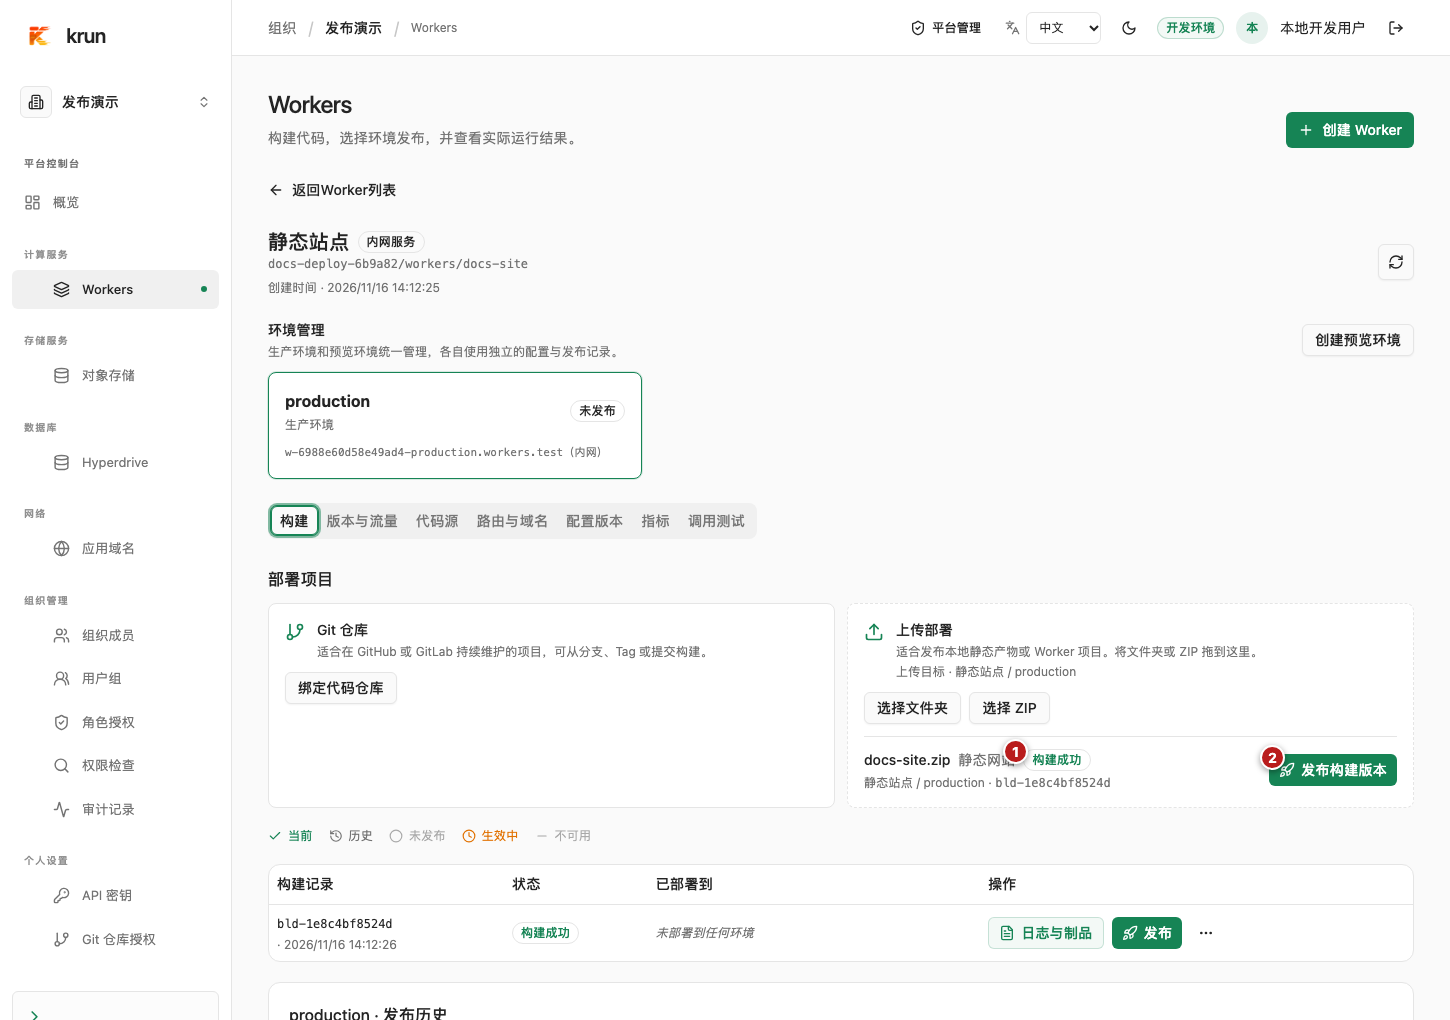 krun
发布演示
平台控制台
概览
计算服务
Workers
存储服务
对象存储
数据库
Hyperdrive
网络
应用域名
组织管理
组织成员
用户组
角色授权
权限检查
审计记录
个人设置
API 密钥
Git 仓库授权
组织 / 发布演示 / Workers
平台管理
中文
开发环境
本
本地开发用户
Workers
构建代码，选择环境发布，并查看实际运行结果。
+ 创建 Worker
返回Worker列表
静态站点 内网服务
docs-deploy-6b9a82/workers/docs-site
创建时间 · 2026/11/16 14:12:25
环境管理
生产环境和预览环境统一管理，各自使用独立的配置与发布记录。
创建预览环境
production
未发布
生产环境
w-6988e60d58e49ad4-production.workers.test (内网)
构建 版本与流量 代码源 路由与域名 配置版本 指标 调用测试
部署项目
Git 仓库
适合在 GitHub 或 GitLab 持续维护的项目，可从分支、Tag 或提交构建。
绑定代码仓库
上传部署
适合发布本地静态产物或 Worker 项目。将文件夹或 ZIP 拖到这里。
上传目标 · 静态站点 / production
选择文件夹 选择 ZIP
docs-site.zip 静态网站 1 构建成功
静态站点 / production · bld-1e8c4bf8524d
2 发布构建版本
当前 历史 未发布 生效中 不可用
构建记录 状态 已部署到 操作
bld-1e8c4bf8524d
· 2026/11/16 14:12:26
构建成功
未部署到任何环境
日志与制品 发布 ···
production · 发布历史